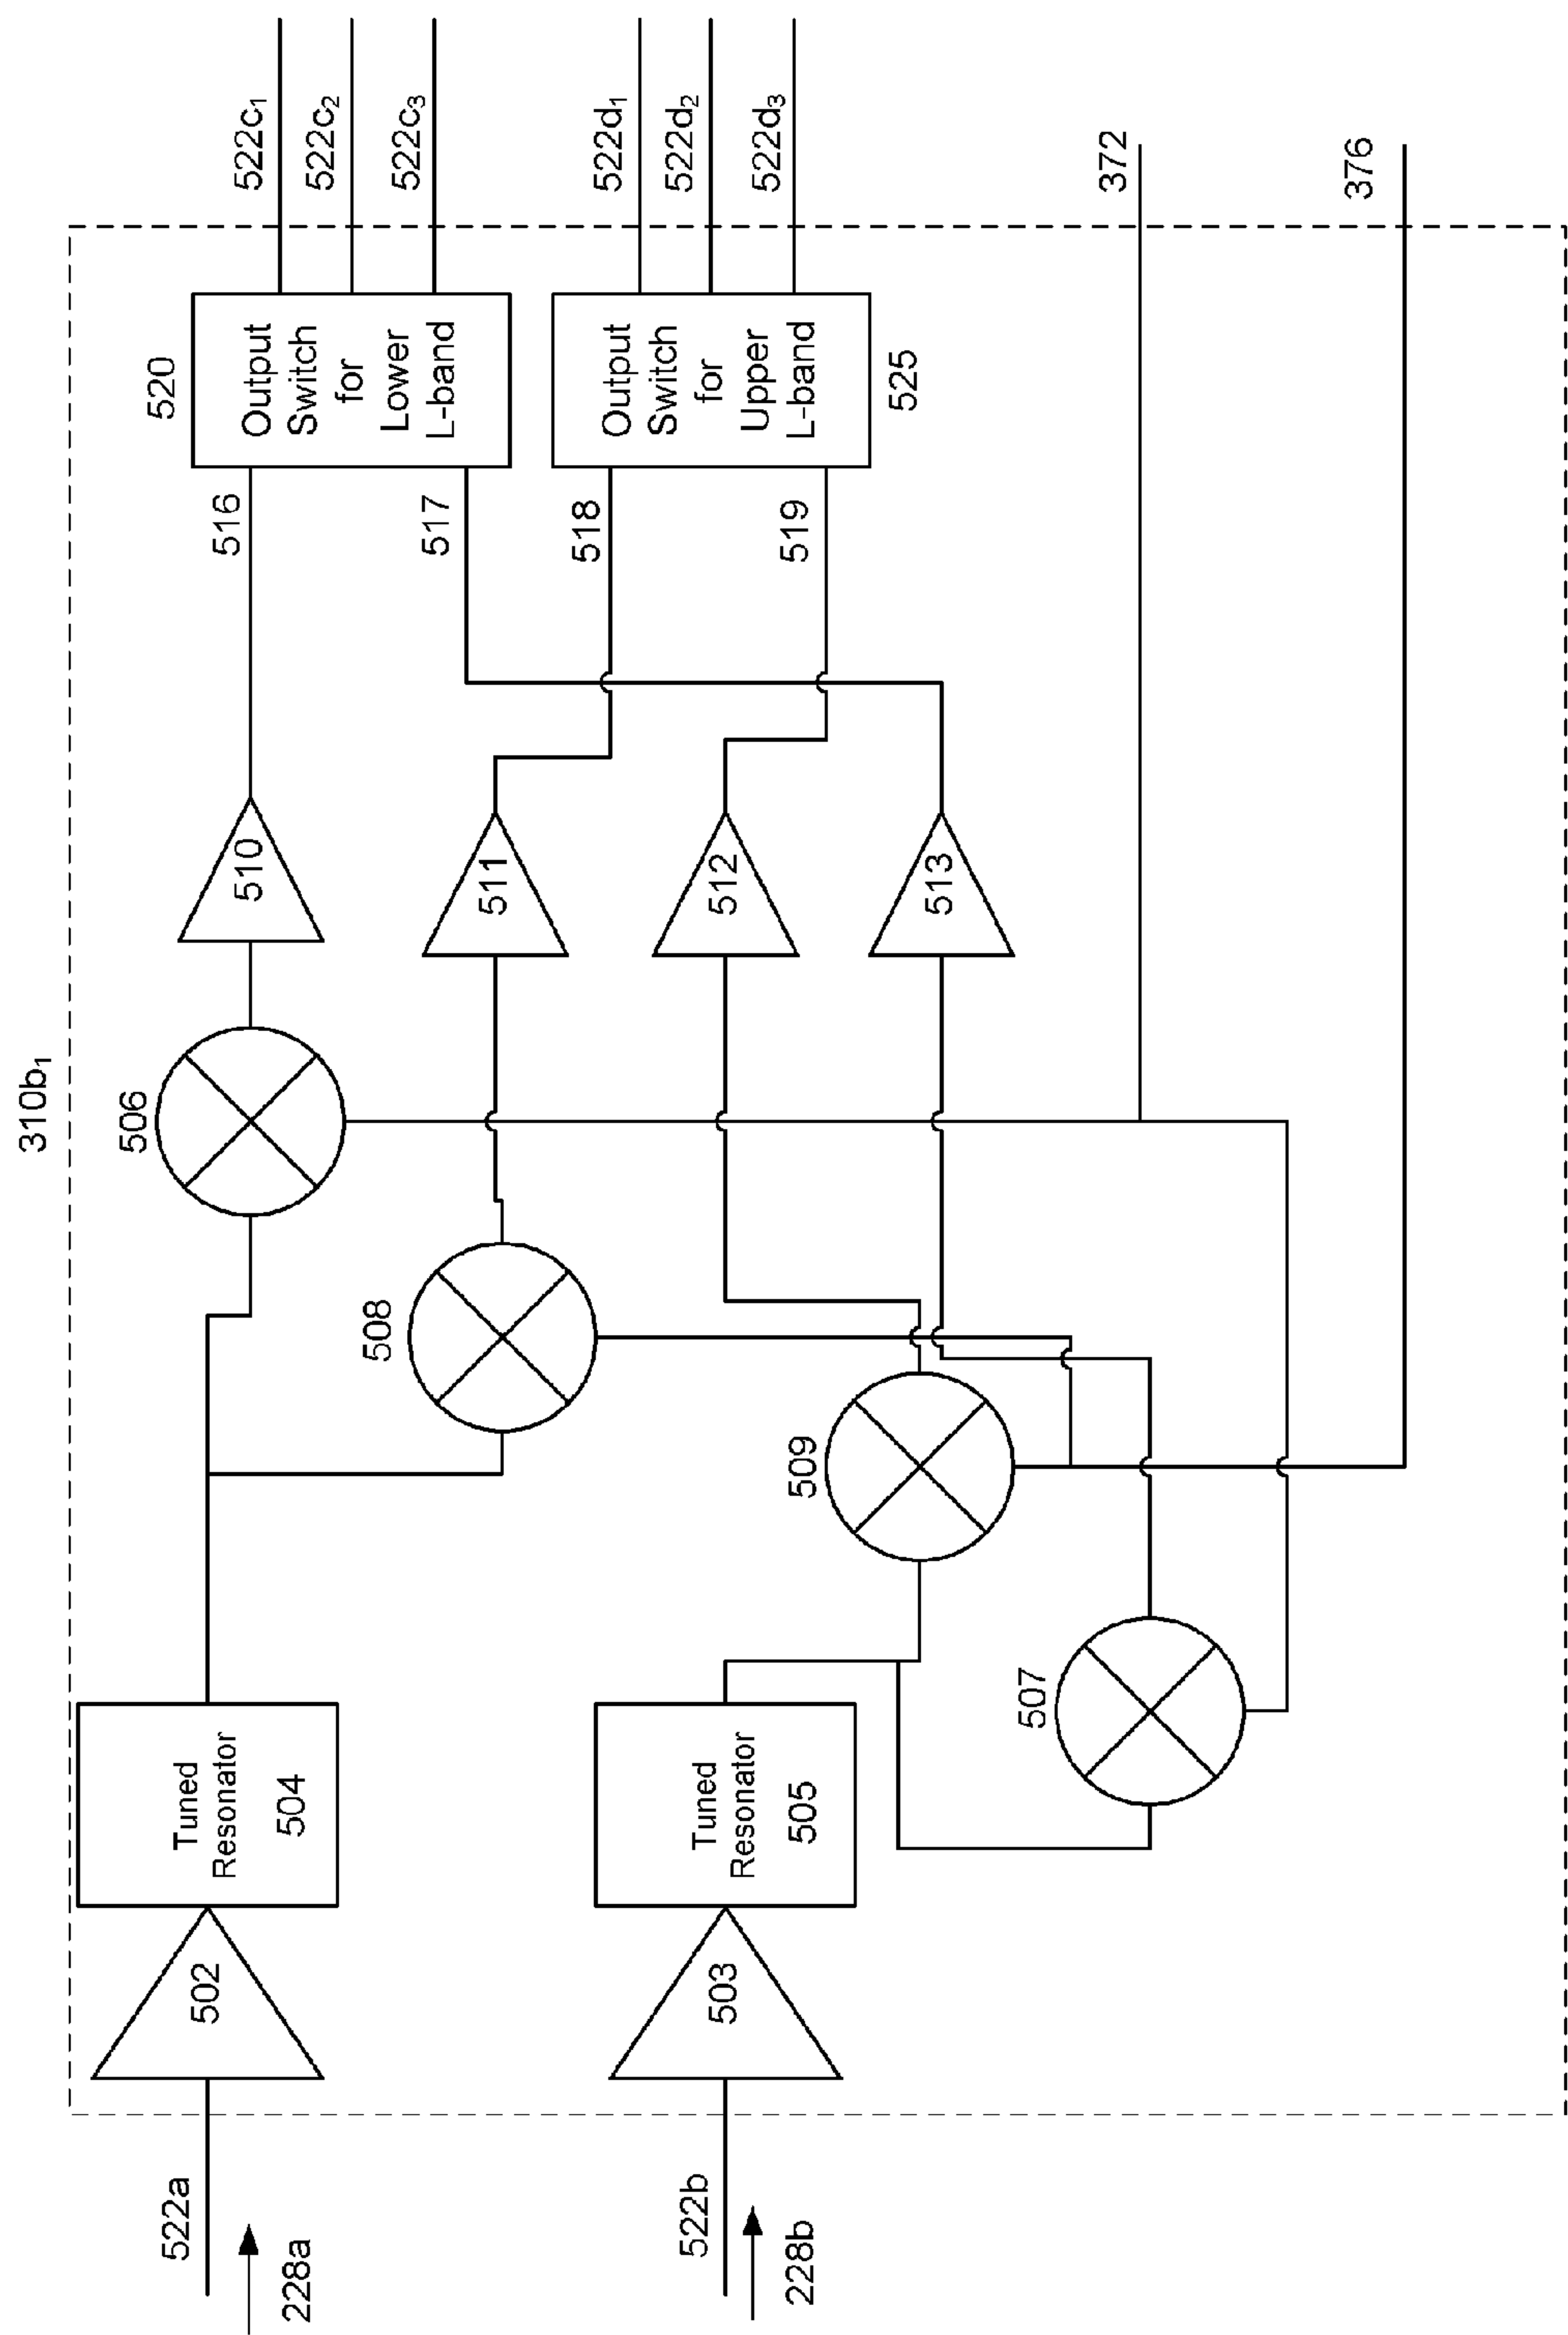 310b₁
522a
228a
502
Tuned
Resonator
504
506
510
516
520
Output
Switch
for
Lower
L-band
522c₁
522c₂
522c₃
508
511
517
518
522b
228b
503
Tuned
Resonator
505
509
512
519
Output
Switch
for
Upper
L-band
525
522d₁
522d₂
522d₃
507
513
372
376